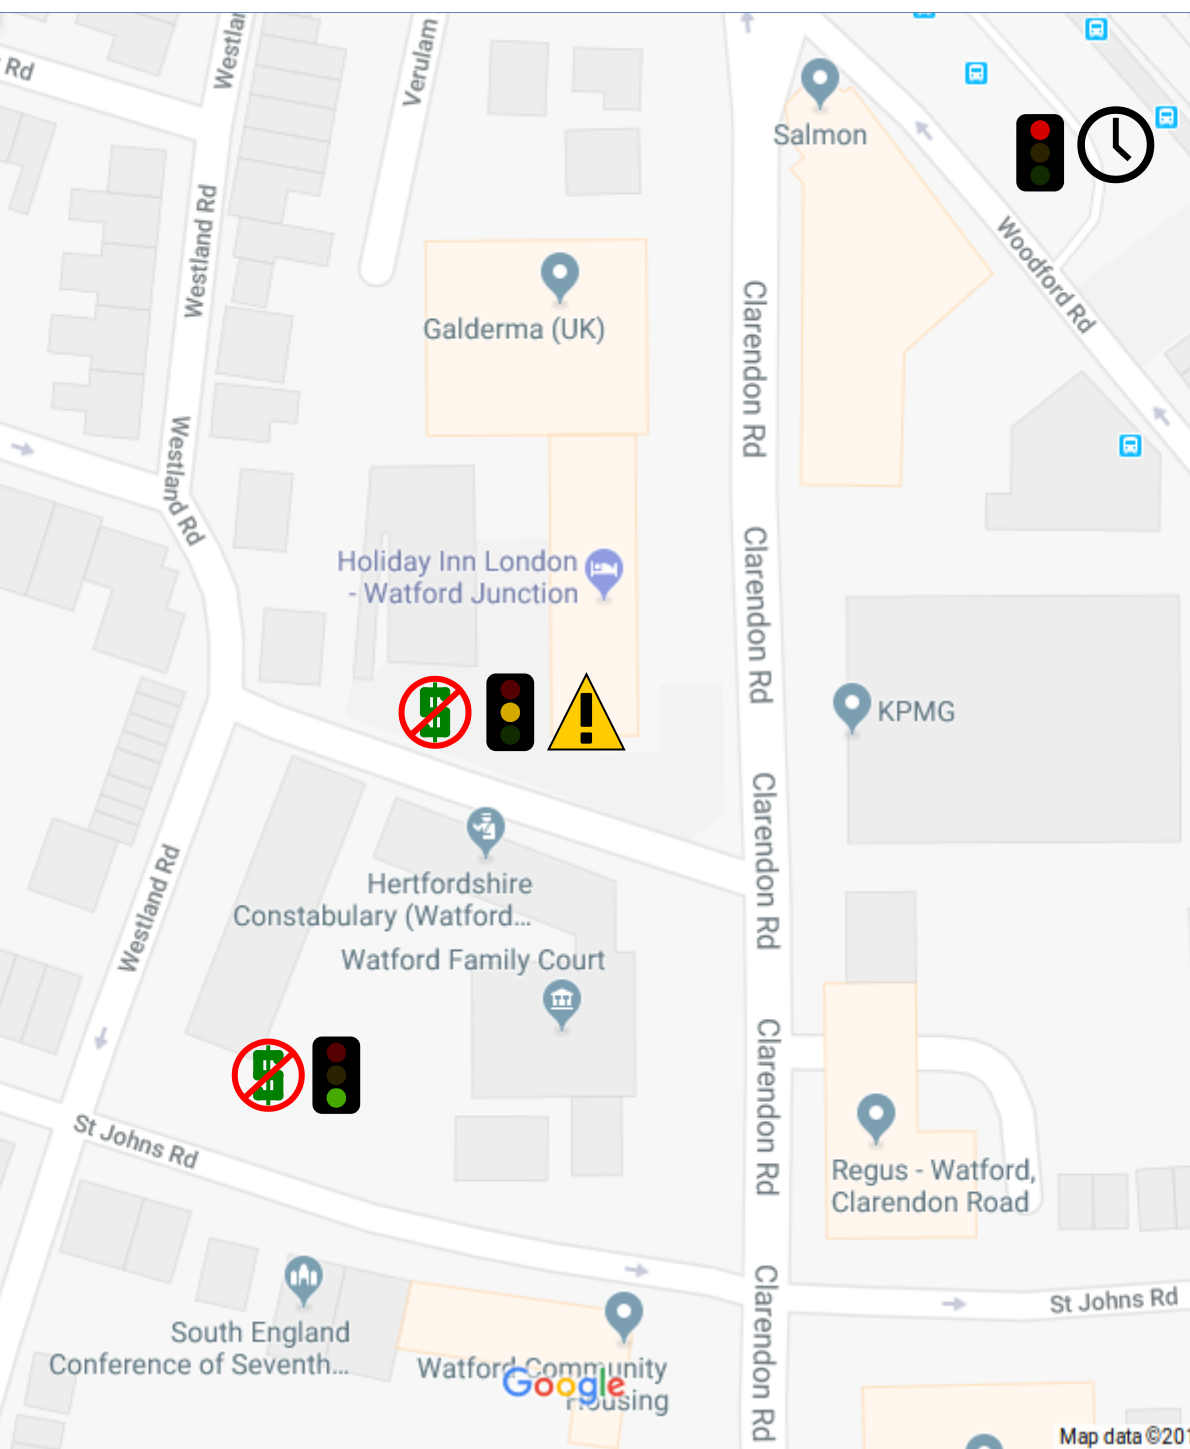 Rd
Westlan
Verulam
Salmon
Westland Rd
Woodford Rd
Galderma (UK)
Clarendon Rd
Westland Rd
Holiday Inn London
- Watford Junction
Clarendon Rd
KPMG
Clarendon Rd
Hertfordshire
Constabulary (Watford...
Watford Family Court
Westland Rd
Clarendon Rd
St Johns Rd
Regus - Watford,
Clarendon Road
Clarendon Rd
St Johns Rd
South England
Conference of Seventh...
Watford Community
Housing
Google
Map data ©201